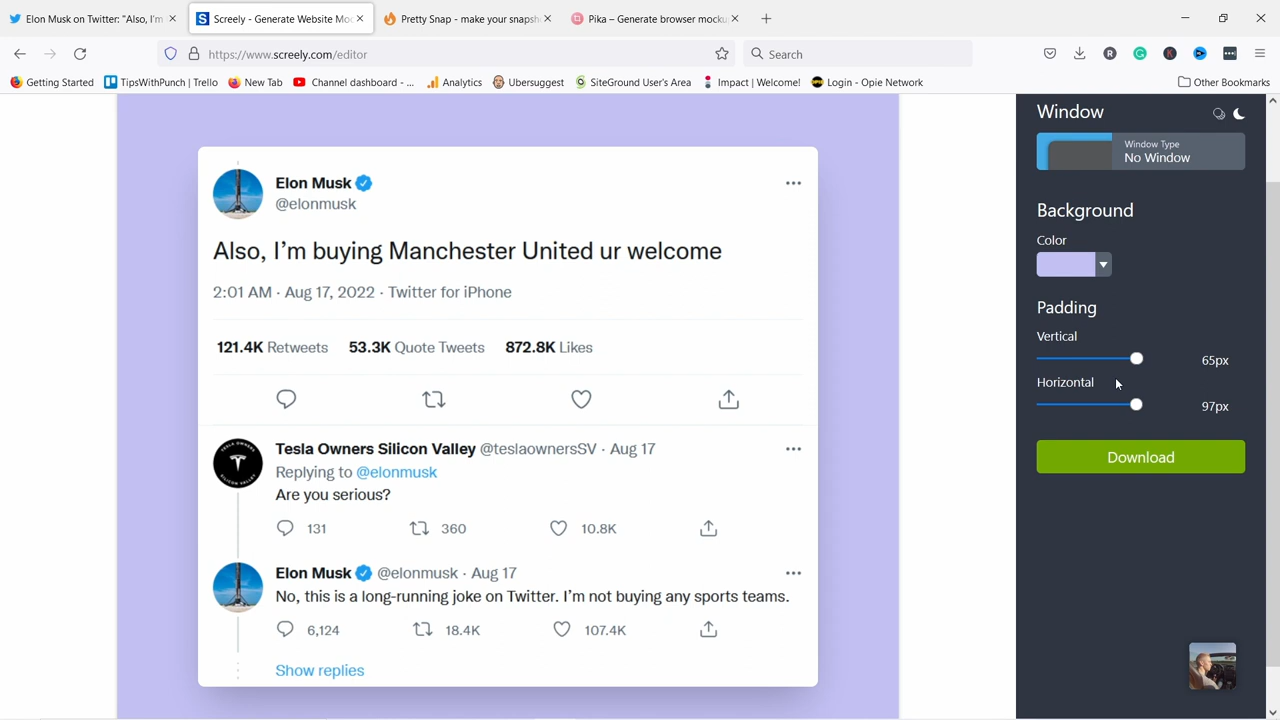 Elon Musk on Twitter: "Also, I'm
Screely - Generate Website Mo
Pretty Snap - make your snapsh
Pika – Generate browser mocku
https://www.screely.com/editor
Search
Getting Started
TipsWithPunch | Trello
New Tab
Channel dashboard - ...
Analytics
Ubersuggest
SiteGround User's Area
Impact | Welcome!
Login - Opie Network
Other Bookmarks
Elon Musk
@elonmusk
Also, I'm buying Manchester United ur welcome
2:01 AM · Aug 17, 2022 · Twitter for iPhone
121.4K Retweets 53.3K Quote Tweets 872.8K Likes
Tesla Owners Silicon Valley @teslaownersSV · Aug 17
Replying to @elonmusk
Are you serious?
131 360 10.8K
Elon Musk @elonmusk · Aug 17
No, this is a long-running joke on Twitter. I'm not buying any sports teams.
6,124 18.4K 107.4K
Show replies
Window
Window Type
No Window
Background
Color
Padding
Vertical
65px
Horizontal
97px
Download